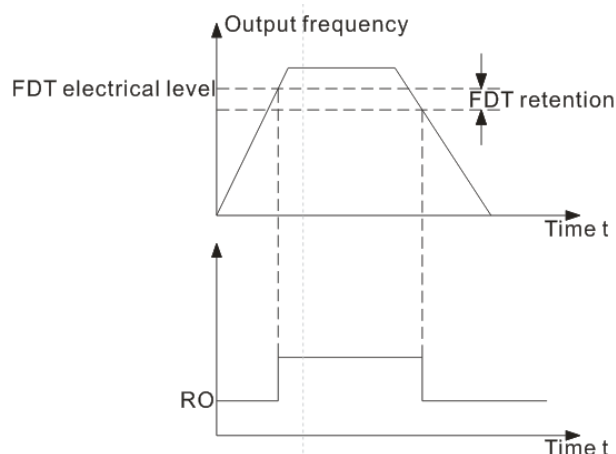 Output frequency
FDT electrical level
FDT retention
Time t
RO
Time t